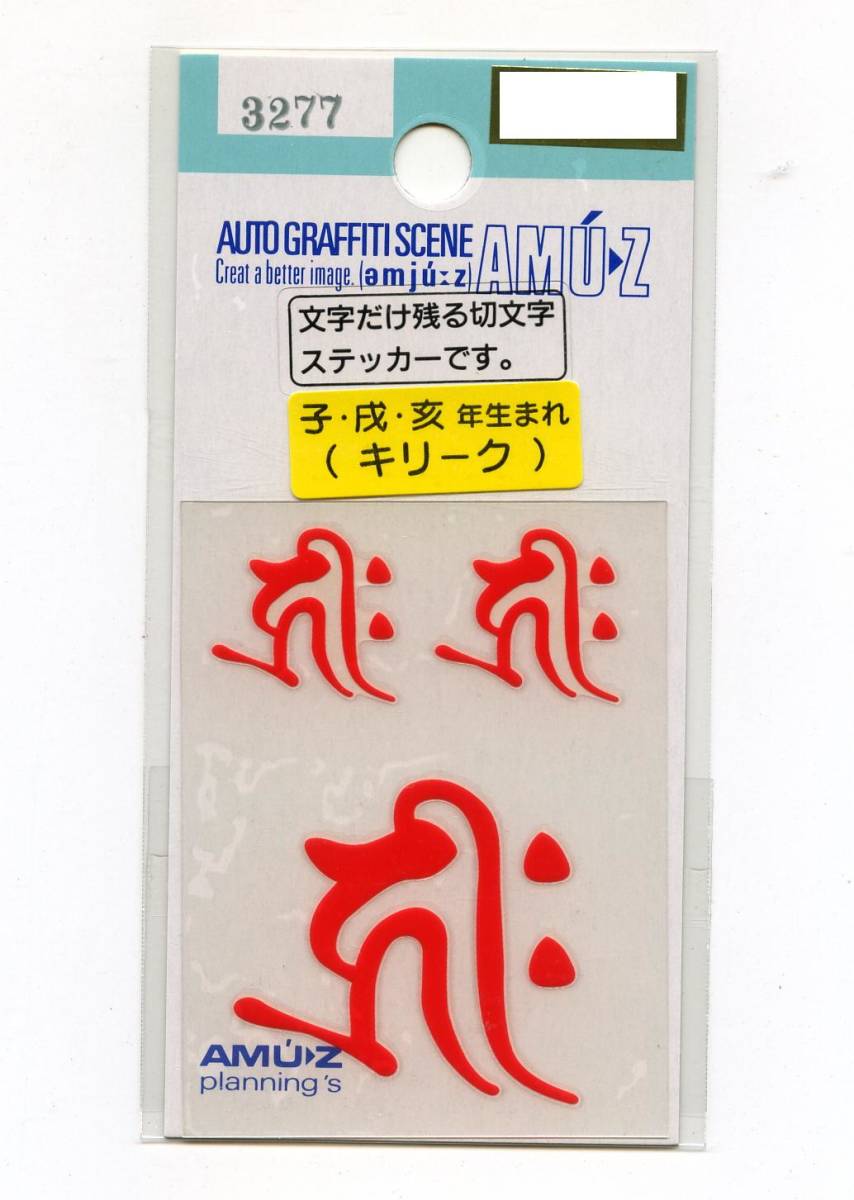 3277
AUTO GRAFFITI SCENE
Creat a better image. (əmjúːz) AMÚ▶Z
文字だけ残る切文字
ステッカーです。
子・戌・亥 年生まれ
( キリーク )
𑖮𑖿𑖨𑖱𑖾 𑖮𑖿𑖨𑖱𑖾
𑖮𑖿𑖨𑖱𑖾
AMÚ▶Z
planning's